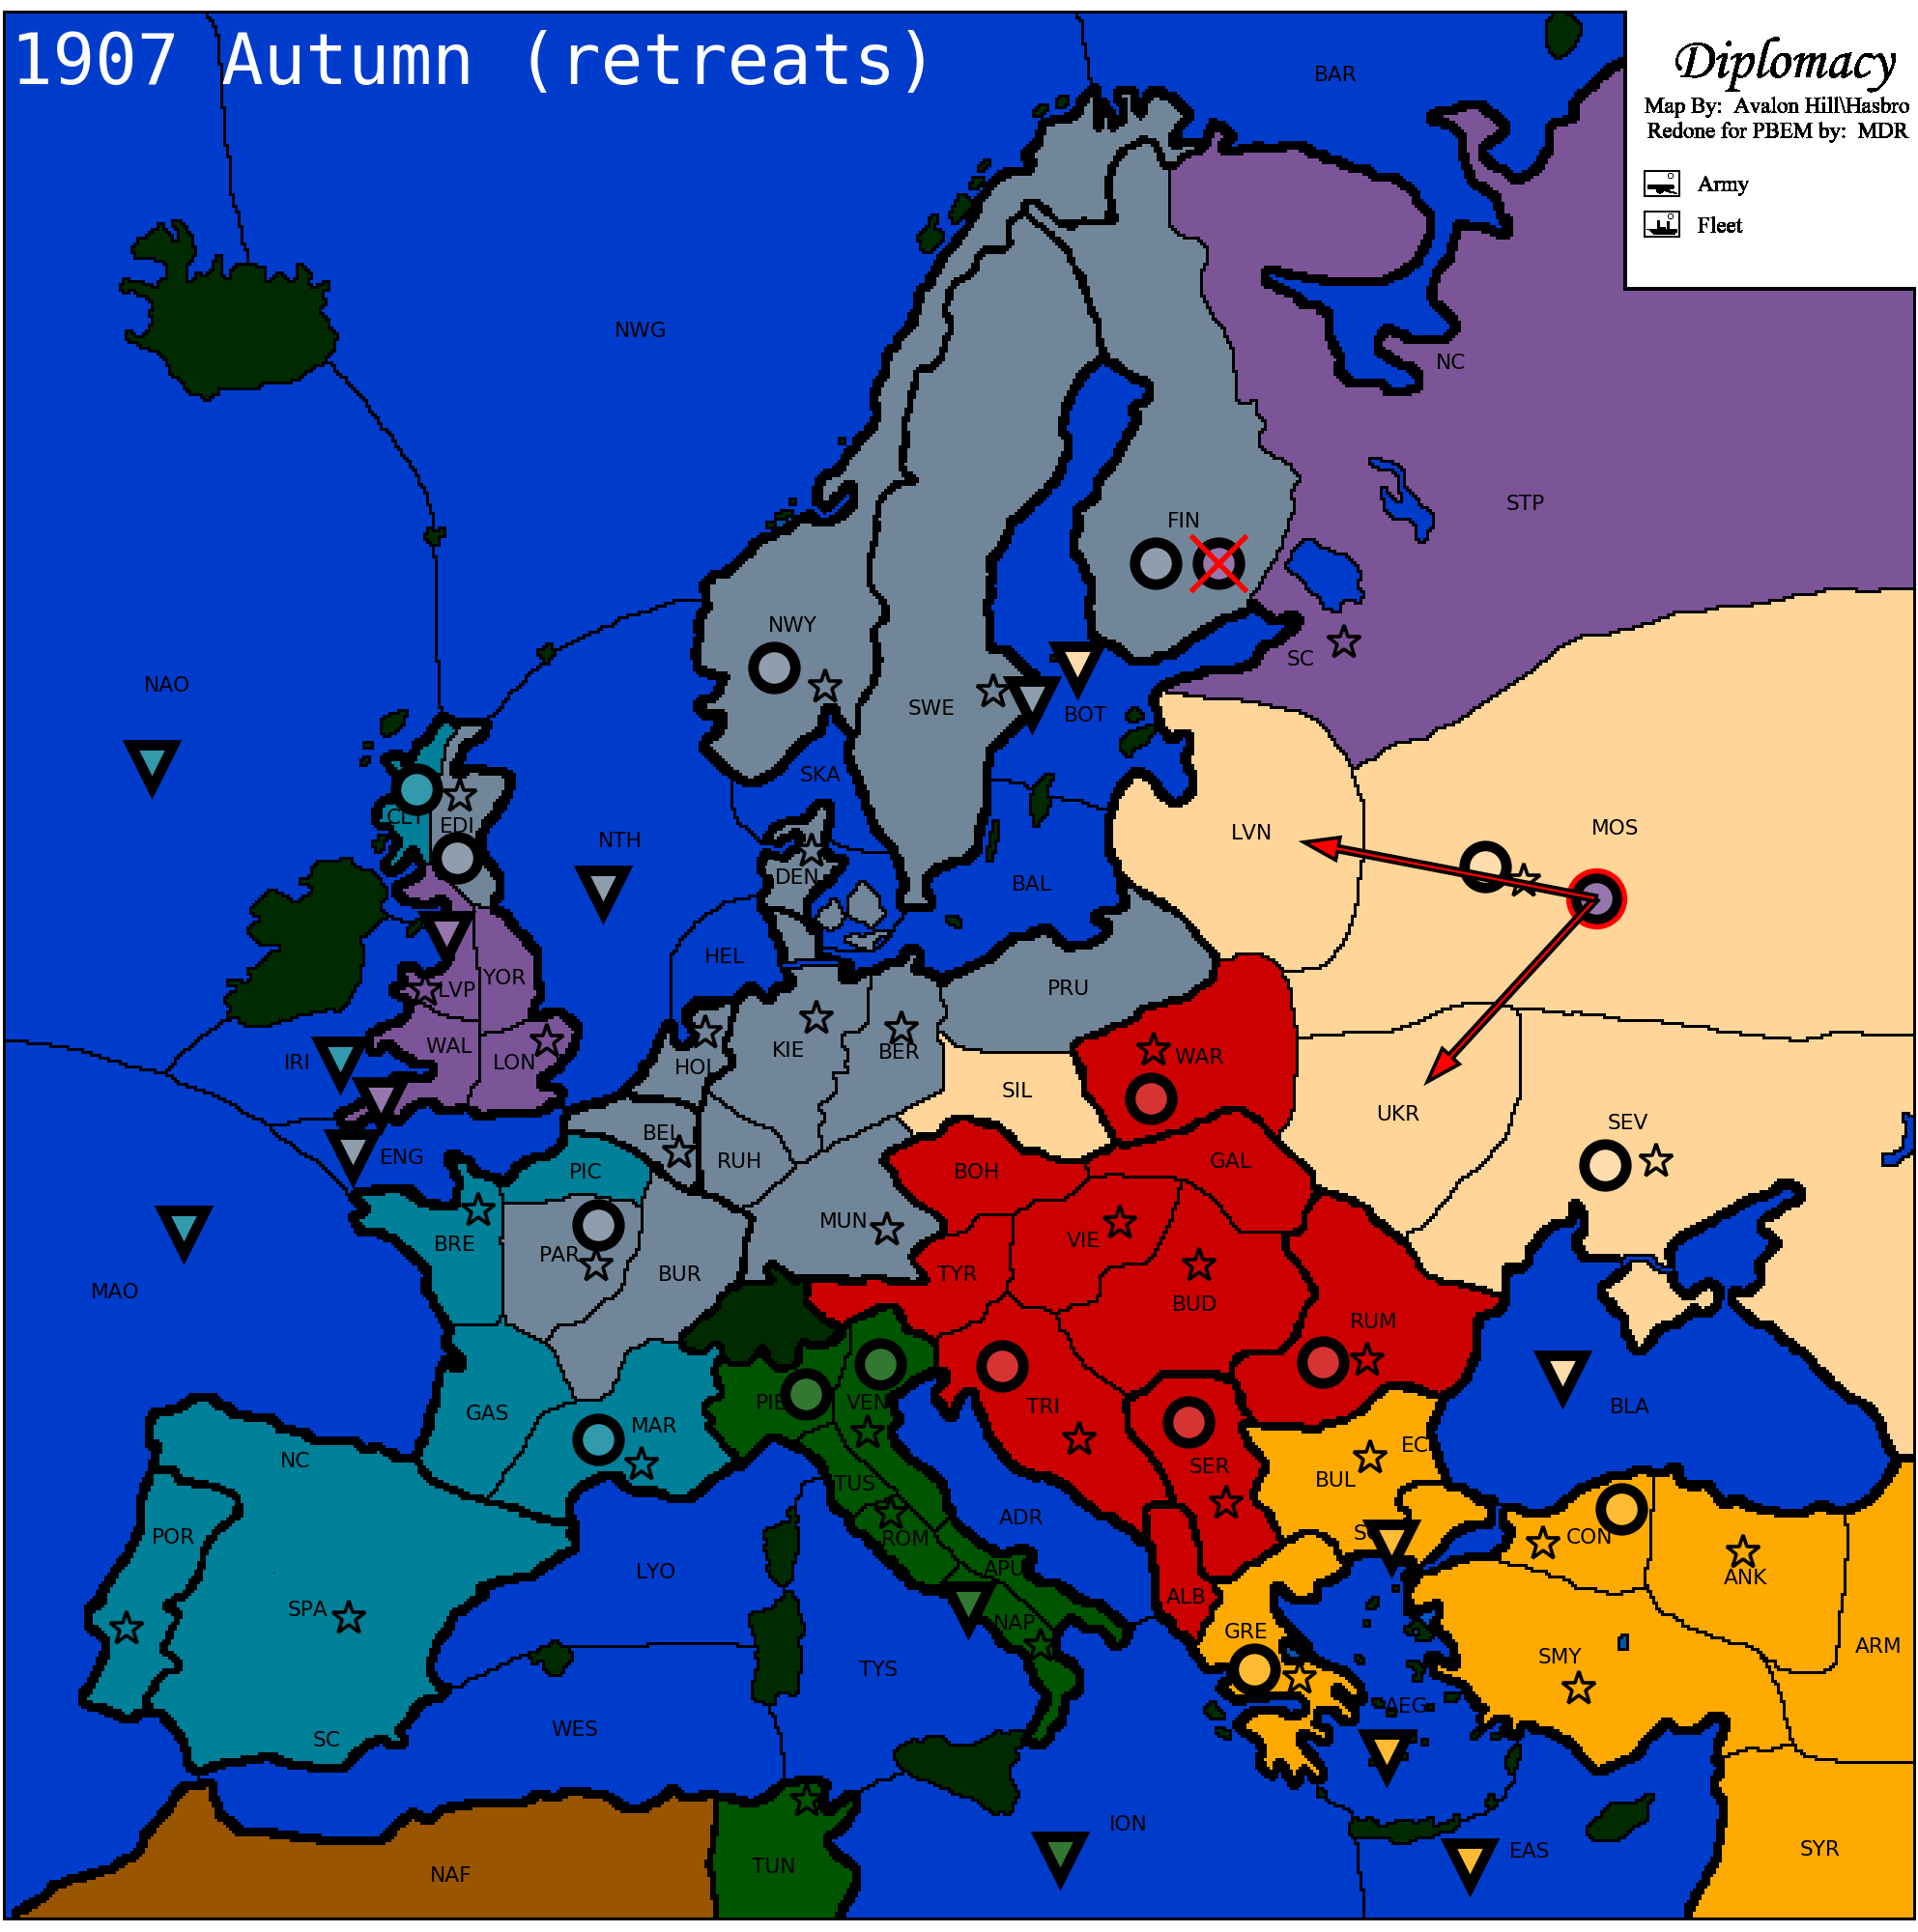 1907 Autumn (retreats)
Diplomacy
Map By: Avalon Hill\Hasbro
Redone for PBEM by: MDR
Army
Fleet
BAR
NWG
NC
STP
FIN
NWY
SC
NAO
SWE
BOT
SKA
CLY
EDI
NTH
LVN
MOS
DEN
BAL
HEL
YOR
LVP
PRU
WAL
LON
IRI
HOL
KIE
BER
WAR
SIL
UKR
SEV
ENG
BEL
PIC
RUH
BOH
GAL
BRE
PAR
MUN
VIE
BUR
TYR
MAO
BUD
RUM
PIE
VEN
TRI
BLA
GAS
MAR
NC
TUS
SER
BUL
EC
POR
ROM
ADR
SC
CON
LYO
APU
ANK
SPA
NAP
ALB
GRE
SMY
ARM
TYS
WES
SC
AEG
ION
EAS
SYR
NAF
TUN